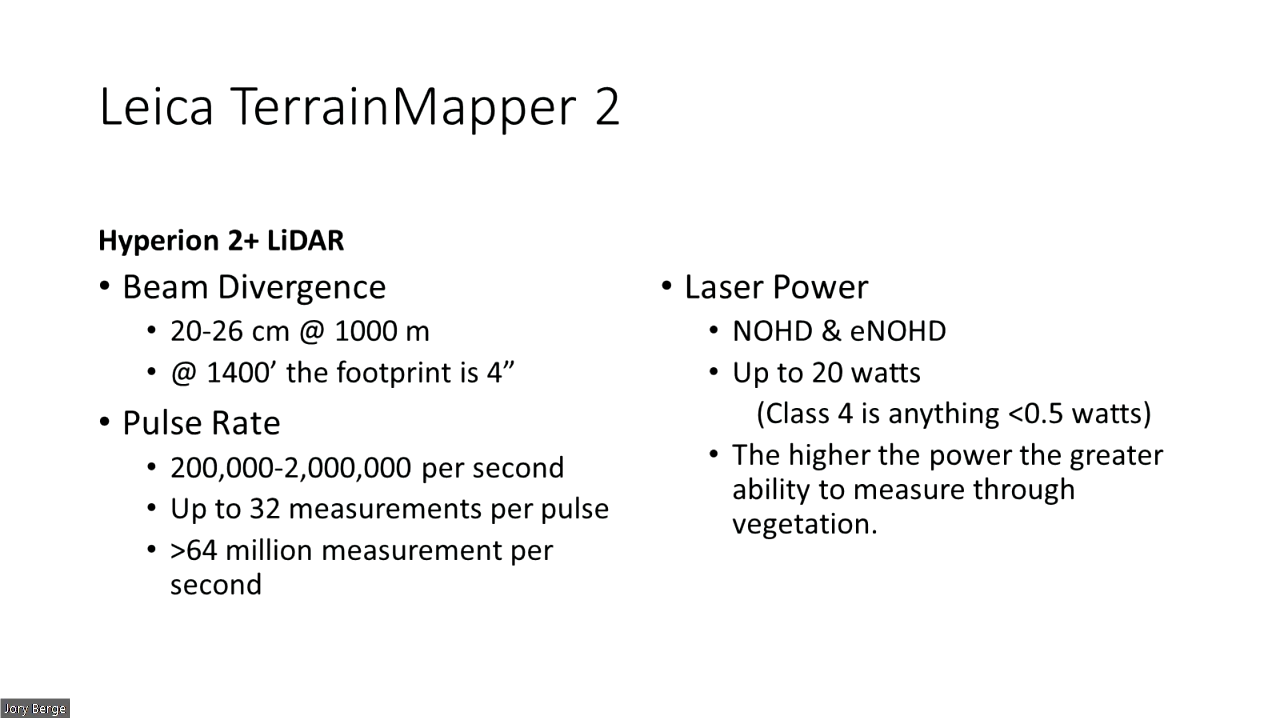 Leica TerrainMapper 2
Hyperion 2+ LiDAR
• Beam Divergence
• 20-26 cm @ 1000 m
• @ 1400’ the footprint is 4”
• Pulse Rate
• 200,000-2,000,000 per second
• Up to 32 measurements per pulse
• >64 million measurement per
second
• Laser Power
• NOHD & eNOHD
• Up to 20 watts
(Class 4 is anything <0.5 watts)
• The higher the power the greater
ability to measure through
vegetation.
Jory Berge